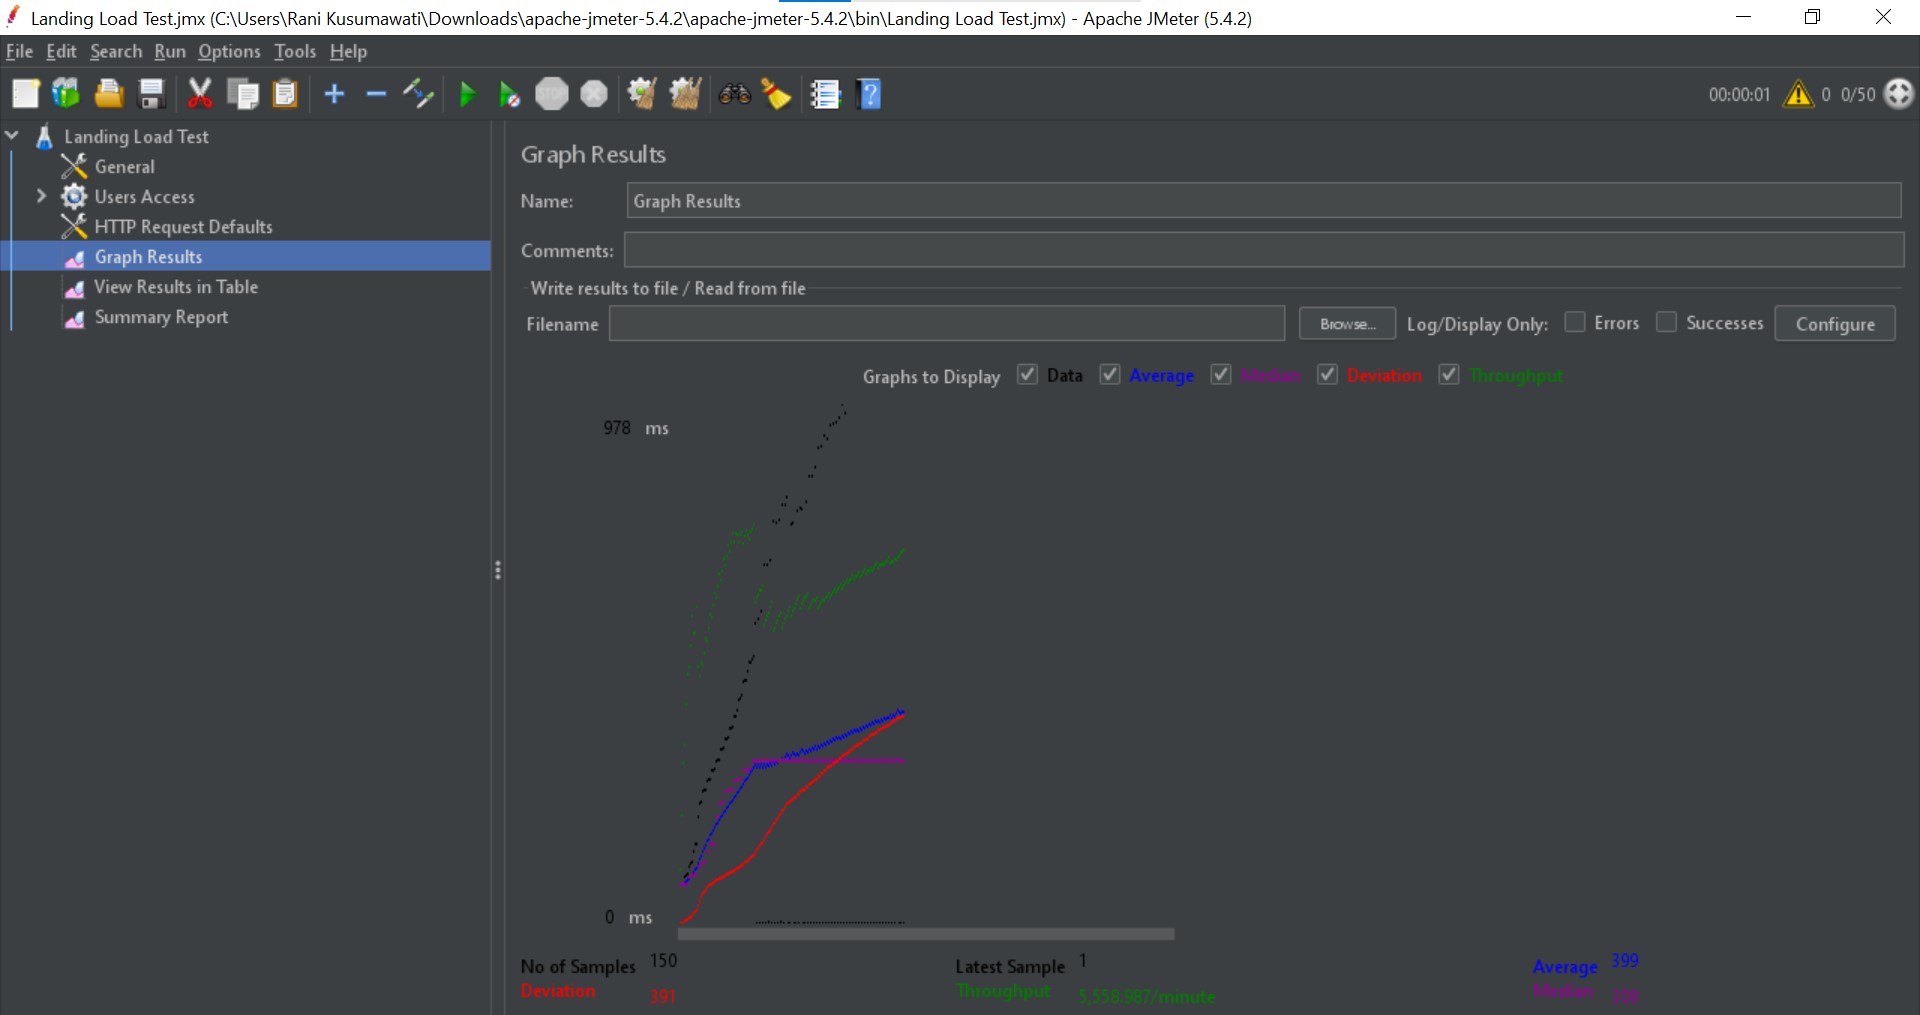 Landing Load Test.jmx (C:\Users\Rani Kusumawati\Downloads\apache-jmeter-5.4.2\apache-jmeter-5.4.2\bin\Landing Load Test.jmx) - Apache JMeter (5.4.2)
File Edit Search Run Options Tools Help
STOP ? 00:00:01 0 0/50
Landing Load Test
General
Users Access
HTTP Request Defaults
Graph Results
View Results in Table
Summary Report
Graph Results
Name: Graph Results
Comments:
Write results to file / Read from file
Filename Browse... Log/Display Only: Errors Successes Configure
Graphs to Display Data Average Median Deviation Throughput
978 ms
0 ms
No of Samples 150 Latest Sample 1 Average 399
Deviation 391 Throughput 5,558.987/minute Median